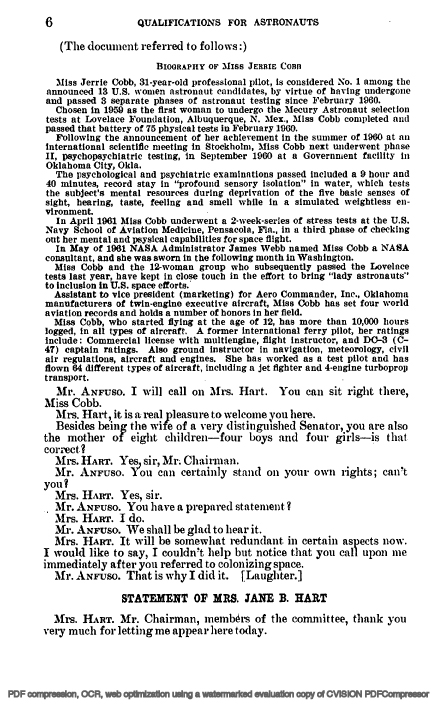 6 QUALIFICATIONS FOR ASTRONAUTS
(The document referred to follows:)
BIOGRAPHY OF MISS JERRIE COBB
Miss Jerrie Cobb, 31-year-old professional pilot, is considered No. 1 among the
announced 13 U.S. women astronaut candidates, by virtue of having undergone
and passed 3 separate phases of astronaut testing since February 1960.
Chosen in 1959 as the first woman to undergo the Mecury Astronaut selection
tests at Lovelace Foundation, Albuquerque, N. Mex., Miss Cobb completed and
passed that battery of 75 physical tests in February 1960.
Following the announcement of her achievement in the summer of 1960 at an
international scientific meeting in Stockholm, Miss Cobb next underwent phase
II, psychopsychiatric testing, in September 1960 at a Government facility in
Oklahoma City, Okla.
The psychological and psychiatric examinations passed included a 9 hour and
40 minutes, record stay in "profound sensory isolation" in water, which tests
the subject's mental resources during deprivation of the five basic senses of
sight, hearing, taste, feeling and smell while in a simulated weightless en-
vironment.
In April 1961 Miss Cobb underwent a 2-week-series of stress tests at the U.S.
Navy School of Aviation Medicine, Pensacola, Fla., in a third phase of checking
out her mental and psysical capabilities for space flight.
In May of 1961 NASA Administrator James Webb named Miss Cobb a NASA
consultant, and she was sworn in the following month in Washington.
Miss Cobb and the 12-woman group who subsequently passed the Lovelace
tests last year, have kept in close touch in the effort to bring "lady astronauts"
to inclusion in U.S. space efforts.
Assistant to vice president (marketing) for Aero Commander, Inc., Oklahoma
manufacturers of twin-engine executive aircraft, Miss Cobb has set four world
aviation records and holds a number of honors in her field.
Miss Cobb, who started flying at the age of 12, has more than 10,000 hours
logged, in all types of aircraft. A former international ferry pilot, her ratings
include: Commercial license with multiengine, flight instructor, and DC-3 (C-
47) captain ratings. Also ground instructor in navigation, meteorology, civil
air regulations, aircraft and engines. She has worked as a test pilot and has
flown 64 different types of aircraft, including a jet fighter and 4-engine turboprop
transport.
Mr. ANFUSO. I will call on Mrs. Hart. You can sit right there,
Miss Cobb.
Mrs. Hart, it is a real pleasure to welcome you here.
Besides being the wife of a very distinguished Senator, you are also
the mother of eight children—four boys and four girls—is that
correct?
Mrs. HART. Yes, sir, Mr. Chairman.
Mr. ANFUSO. You can certainly stand on your own rights; can't
you?
Mrs. HART. Yes, sir.
Mr. ANFUSO. You have a prepared statement?
Mrs. HART. I do.
Mr. ANFUSO. We shall be glad to hear it.
Mrs. HART. It will be somewhat redundant in certain aspects now.
I would like to say, I couldn't help but notice that you call upon me
immediately after you referred to colonizing space.
Mr. ANFUSO. That is why I did it. [Laughter.]
STATEMENT OF MRS. JANE B. HART
Mrs. HART. Mr. Chairman, members of the committee, thank you
very much for letting me appear here today.
PDF compression, OCR, web optimization using a watermarked evaluation copy of CVISION PDFCompressor